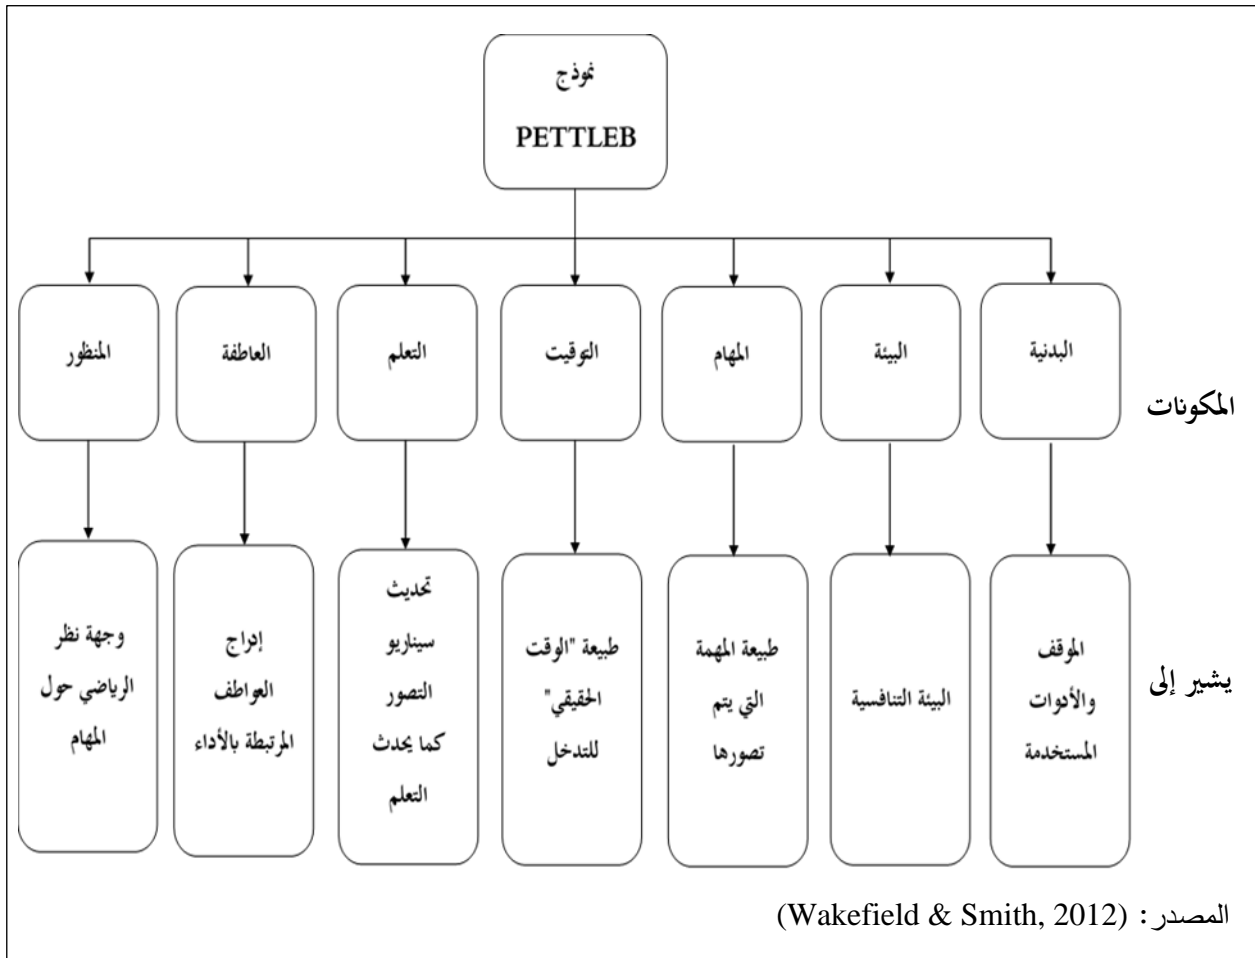 نموذج
PETTLEB
البدنية
البيئة
المهام
التوقيت
التعلم
العاطفة
المنظور
المكونات
الموقف
والأدوات
المستخدمة
البيئة التنافسية
طبيعة المهمة
التي يتم
تصورها
طبيعة "الوقت
الحقيقي"
للتدخل
تحديث
سيناريو
التصور
كما يحدث
التعلم
إدراج
العواطف
المرتبطة بالأداء
وجهة نظر
الرياضي حول
المهام
يشير إلى
المصدر: (Wakefield & Smith, 2012)